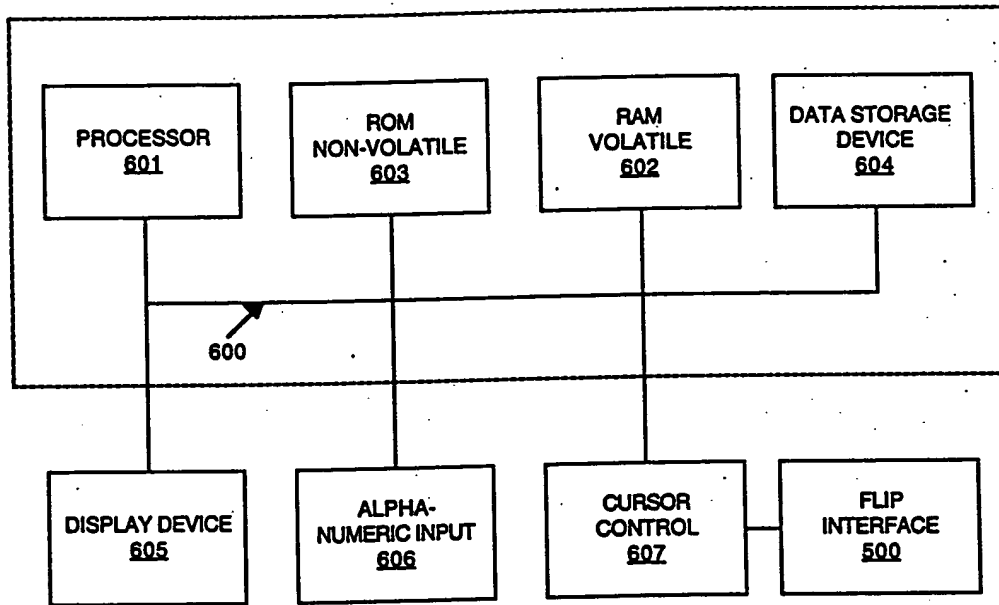 PROCESSOR
601
ROM
NON-VOLATILE
603
RAM
VOLATILE
602
DATA STORAGE
DEVICE
604
600
DISPLAY DEVICE
605
ALPHA-
NUMERIC INPUT
606
CURSOR
CONTROL
607
FLIP
INTERFACE
500